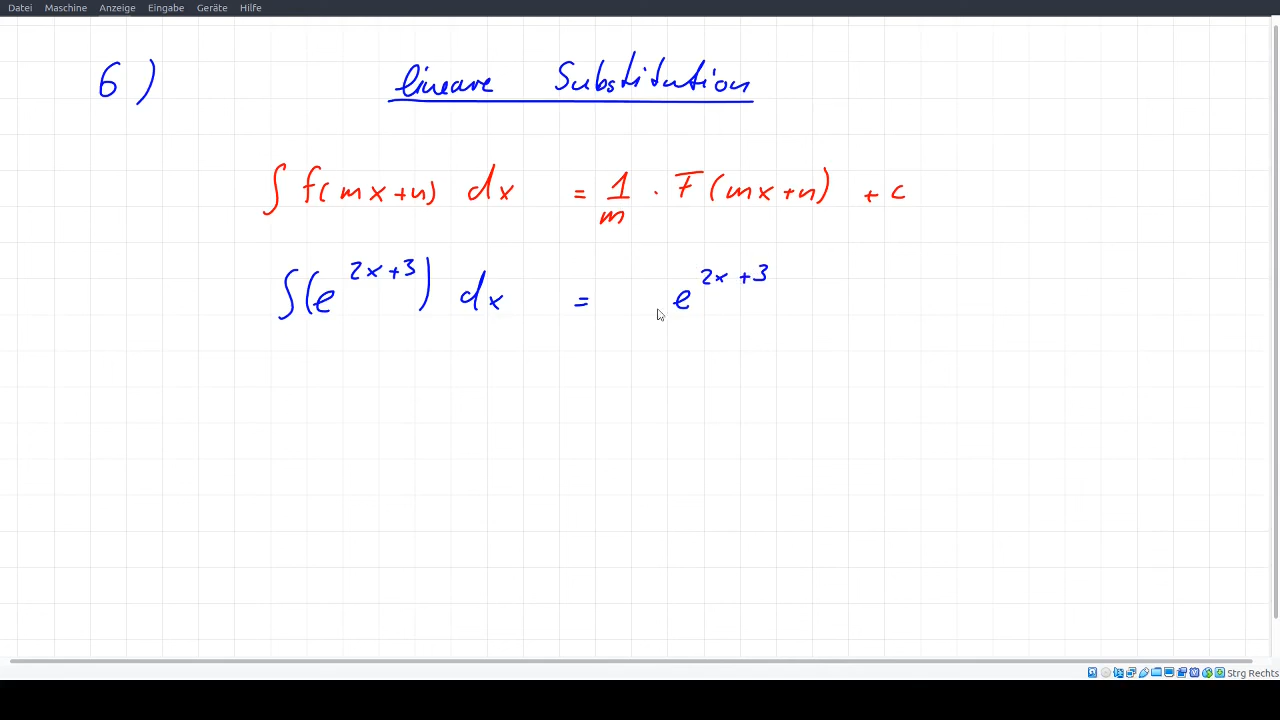 Datei Maschine Anzeige Eingabe Geräte Hilfe
6) lineare Substitution
∫ f(mx+n) dx = 1/m · F(mx+n) + c
∫(e^(2x+3)) dx = e^(2x+3)
Strg Rechts